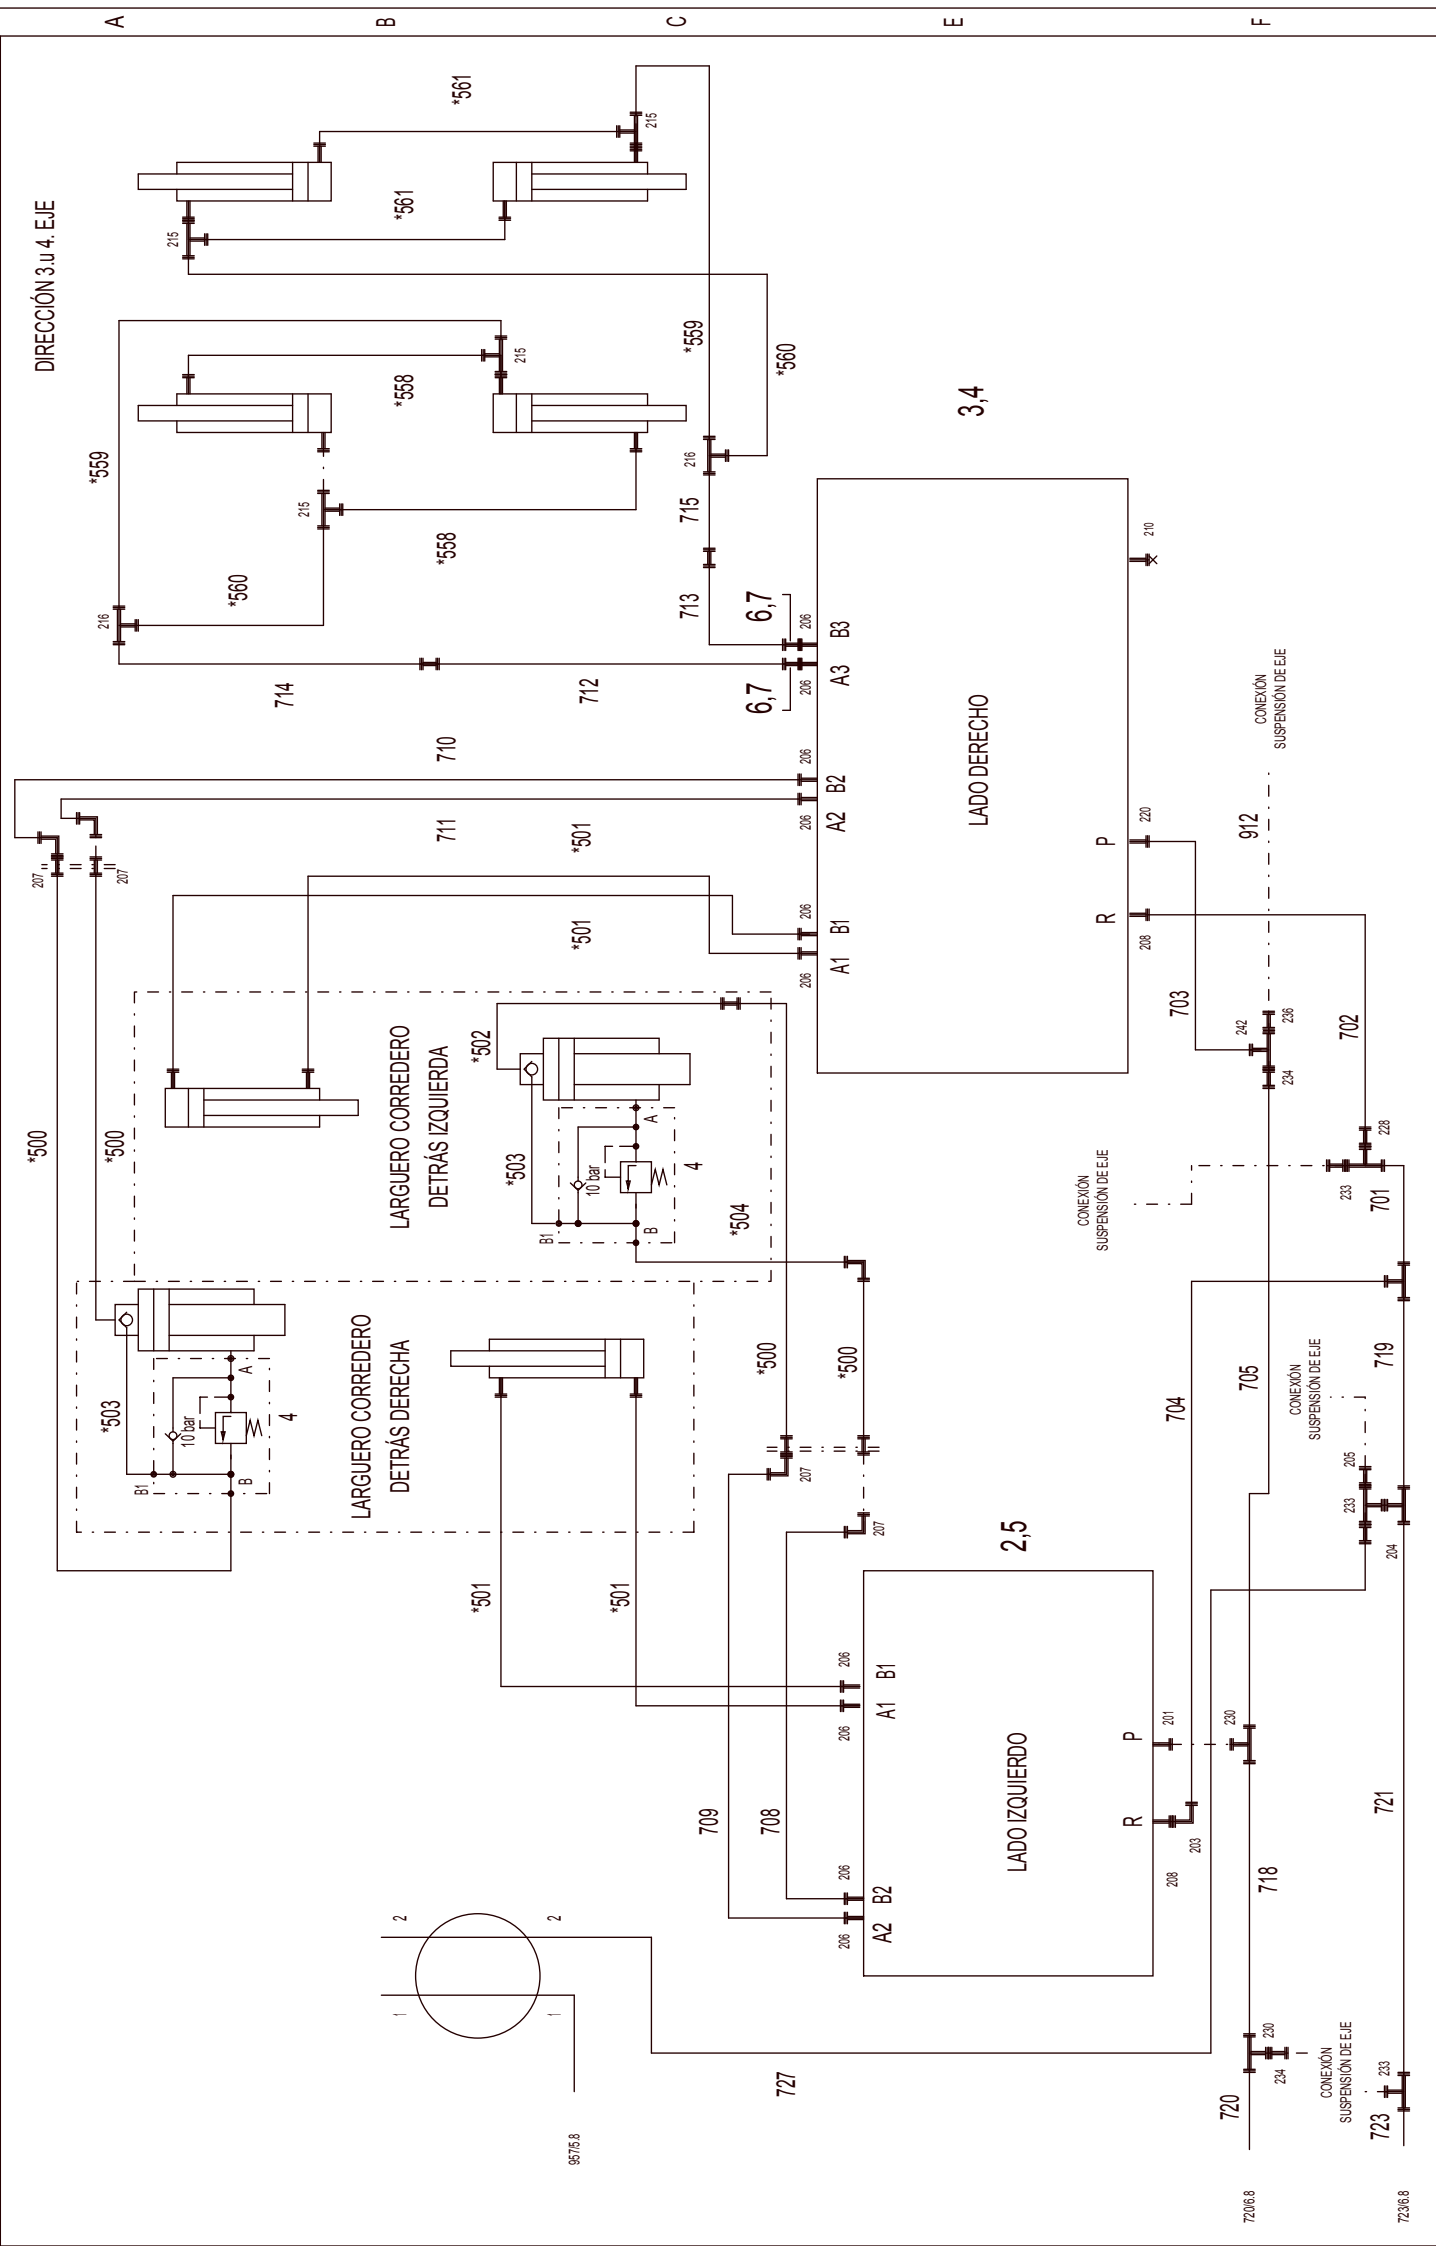 A
B
C
E
F
DIRECCIÓN 3.u 4. EJE
*561
215
*561
215
*559
*558
215
*559
*560
215
*558
*560
216
216
715
713
714
712
6,7
6,7
206
206
B3
A3
3,4
210
LADO DERECHO
710
711
206
206
B2
A2
*501
*501
206
206
B1
A1
P
R
220
208
207
207
*500
*500
LARGUERO CORREDERO
DETRÁS IZQUIERDA
*502
*503
10 bar
A
B
B1
4
*504
LARGUERO CORREDERO
DETRÁS DERECHA
*503
10 bar
A
B
B1
4
*500
*500
207
207
*501
*501
709
708
2,5
LADO IZQUIERDO
206
206
B1
A1
206
206
B2
A2
P
R
201
208
203
CONEXIÓN
SUSPENSIÓN DE EJE
912
703
242
236
234
702
228
233
701
CONEXIÓN
SUSPENSIÓN DE EJE
704
705
719
CONEXIÓN
SUSPENSIÓN DE EJE
205
233
204
230
718
721
230
234
720
CONEXIÓN
SUSPENSIÓN DE EJE
233
723
727
1
2
1
2
957/5.8
720/6.8
723/6.8